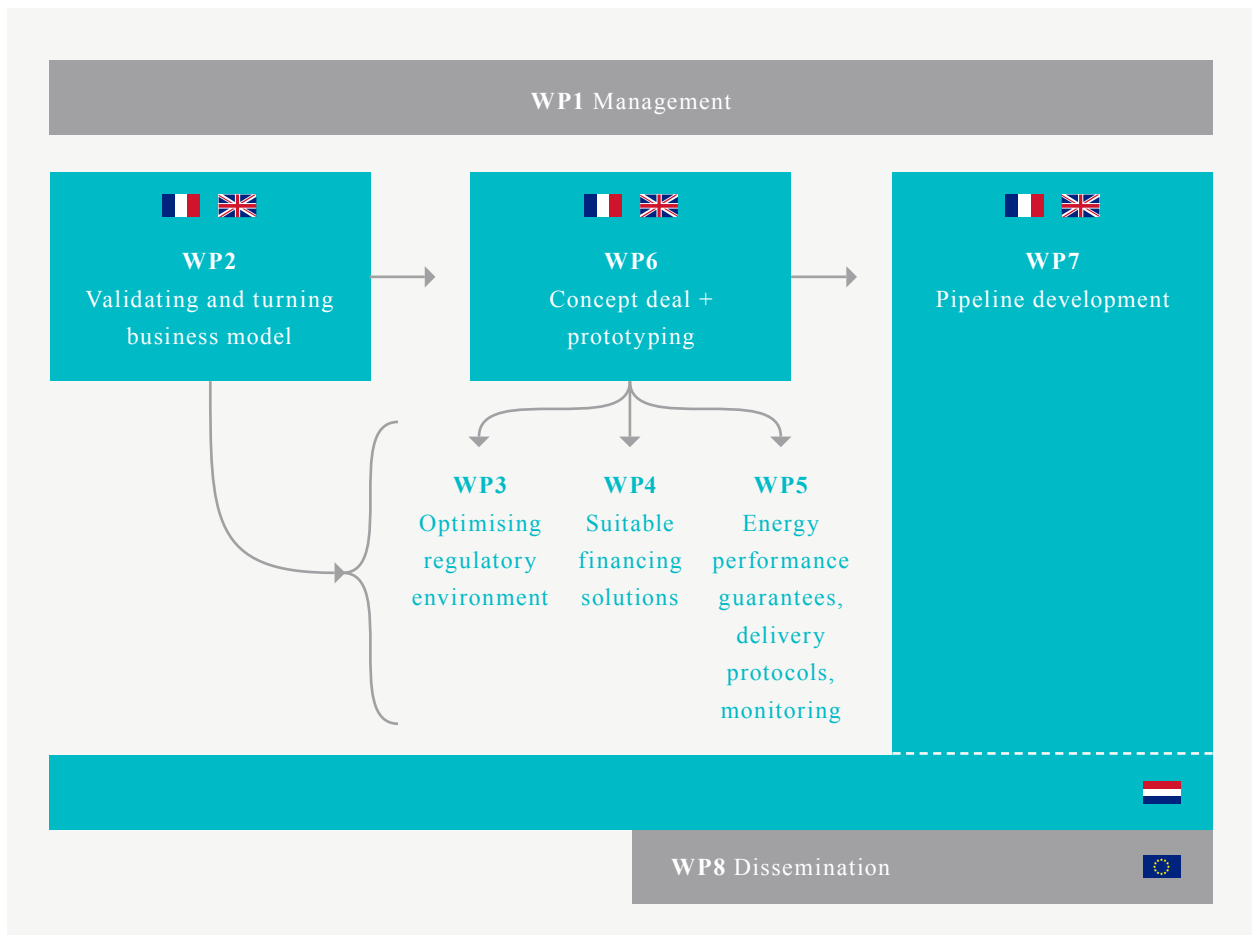 WP1 Management
WP2
Validating and turning
business model
WP6
Concept deal +
prototyping
WP7
Pipeline development
WP3
Optimising
regulatory
environment
WP4
Suitable
financing
solutions
WP5
Energy
performance
guarantees,
delivery
protocols,
monitoring
WP8 Dissemination